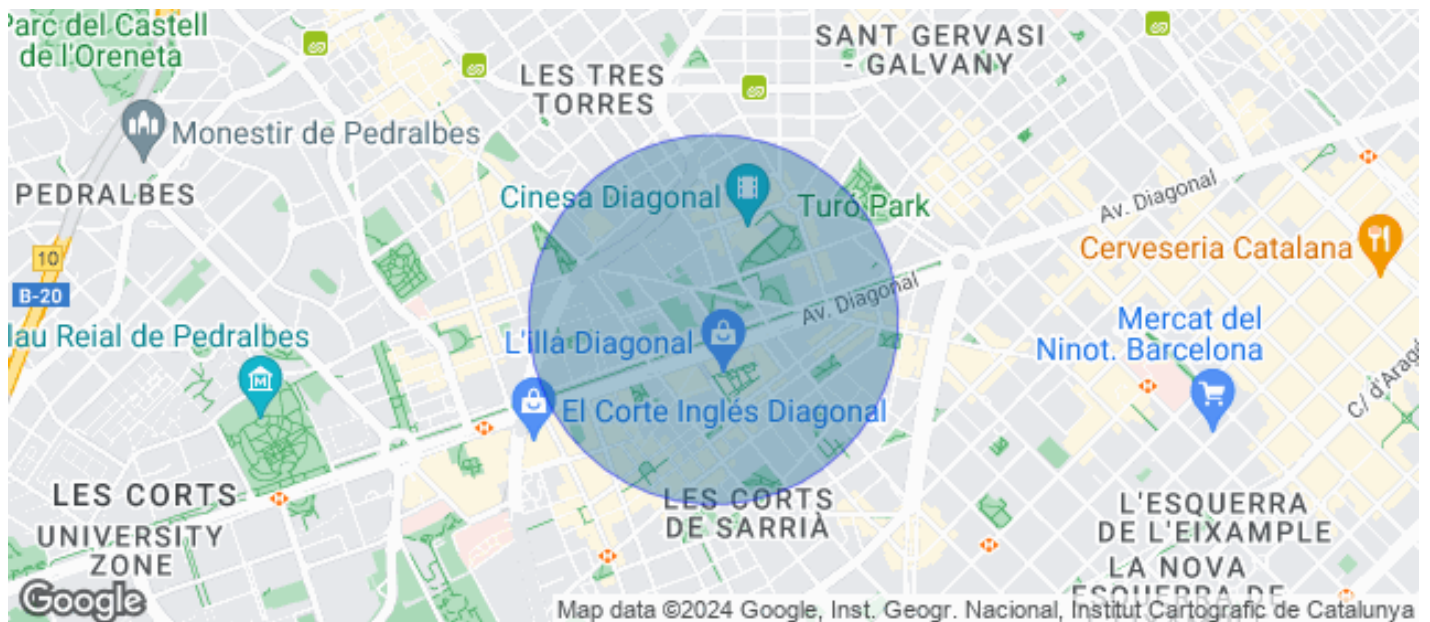 Parc del Castell
de l'Oreneta
SANT GERVASI
- GALVANY
LES TRES
TORRES
Monestir de Pedralbes
PEDRALBES
Cinesa Diagonal
Turó Park
Av. Diagonal
Cerveseria Catalana
10
B-20
Av. Diagonal
Mercat del
Ninot. Barcelona
lau Reial de Pedralbes
M
L'illa Diagonal
C/ d'Aragó
El Corte Inglés Diagonal
LES CORTS
LES CORTS
DE SARRIÀ
L'ESQUERRA
DE L'EIXAMPLE
UNIVERSITY
ZONE
LA NOVA
ESQUERRA DE
Google
Map data ©2024 Google, Inst. Geogr. Nacional, Institut Cartogràfic de Catalunya